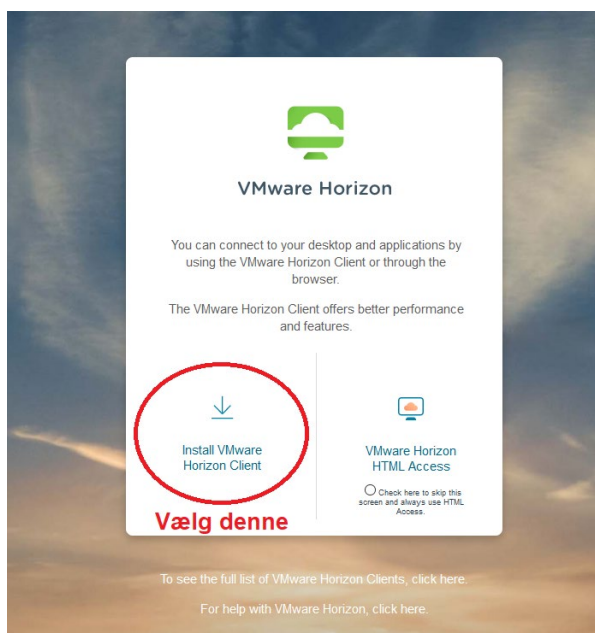 VMware Horizon
You can connect to your desktop and applications by
using the VMware Horizon Client or through the
browser.
The VMware Horizon Client offers better performance
and features.
Install VMware
Horizon Client
Vælg denne
VMware Horizon
HTML Access
Check here to skip this
screen and always use HTML
Access.
To see the full list of VMware Horizon Clients, click here.
For help with VMware Horizon, click here.